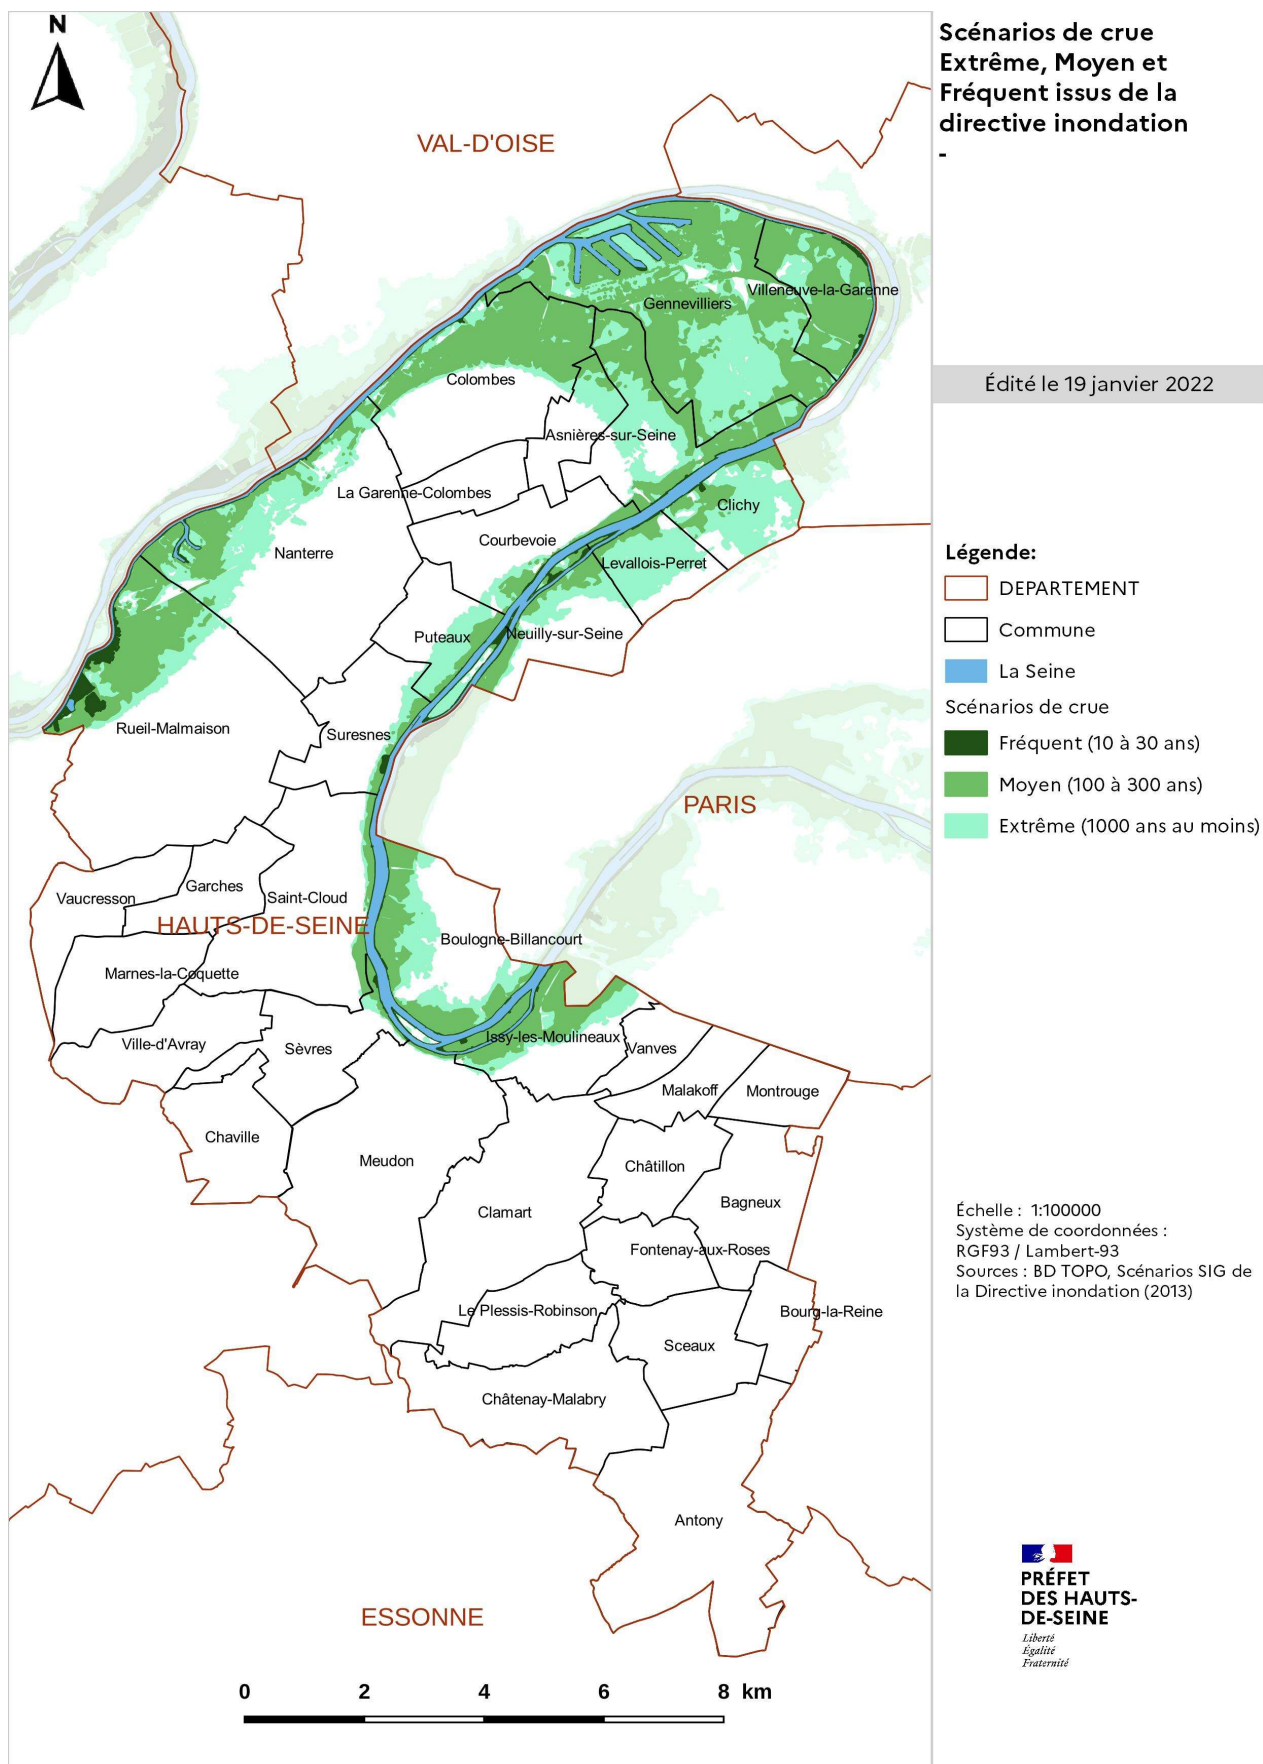 N
Scénarios de crue
Extrême, Moyen et
Fréquent issus de la
directive inondation
-
Édité le 19 janvier 2022
VAL-D'OISE
Gennevilliers
Villeneuve-la-Garenne
Colombes
Asnières-sur-Seine
La Garenne-Colombes
Clichy
Courbevoie
Nanterre
Levallois-Perret
Puteaux
Neuilly-sur-Seine
Rueil-Malmaison
Suresnes
PARIS
Garches
Vaucresson
Saint-Cloud
HAUTS-DE-SEINE
Boulogne-Billancourt
Marnes-la-Coquette
Ville-d'Avray
Sèvres
Issy-les-Moulineaux
Vanves
Malakoff
Montrouge
Chaville
Meudon
Châtillon
Bagneux
Clamart
Fontenay-aux-Roses
Le Plessis-Robinson
Bourg-la-Reine
Sceaux
Châtenay-Malabry
Antony
ESSONNE
0 2 4 6 8 km
Légende:
DEPARTEMENT
Commune
La Seine
Scénarios de crue
Fréquent (10 à 30 ans)
Moyen (100 à 300 ans)
Extrême (1000 ans au moins)
Échelle : 1:100000
Système de coordonnées :
RGF93 / Lambert-93
Sources : BD TOPO, Scénarios SIG de
la Directive inondation (2013)
PRÉFET
DES HAUTS-
DE-SEINE
Liberté
Égalité
Fraternité